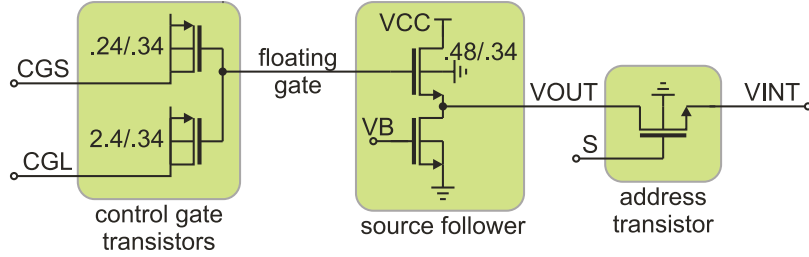 CGS
.24/.34
CGL
2.4/.34
control gate
transistors
floating
gate
VCC
.48/.34
VB
source follower
VOUT
S
VINT
address
transistor